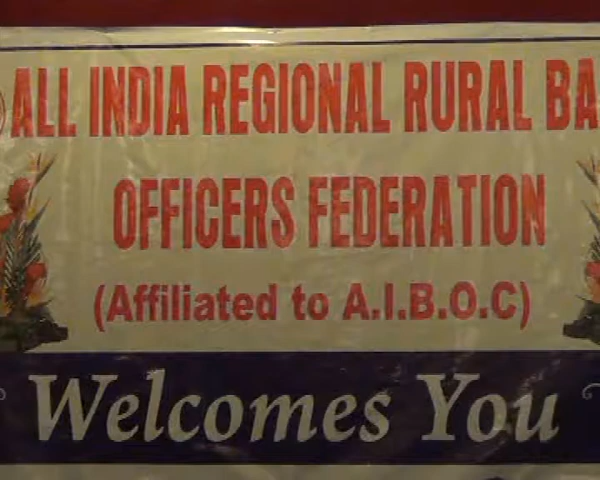 ALL INDIA REGIONAL RURAL BA
OFFICERS FEDERATION
(Affiliated to A.I.B.O.C)
Welcomes You